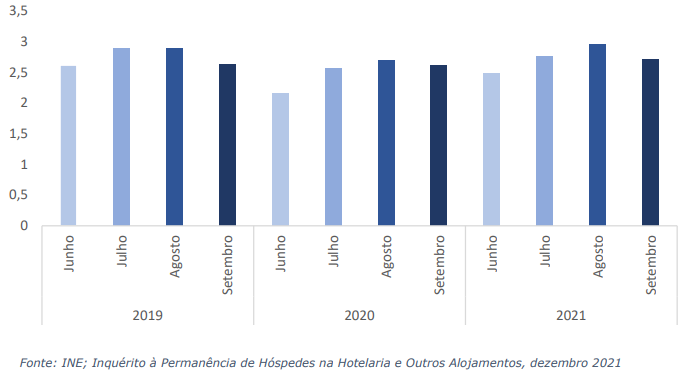 3,5
3
2,5
2
1,5
1
0,5
0
Junho
Julho
Agosto
Setembro
Junho
Julho
Agosto
Setembro
Junho
Julho
Agosto
Setembro
2019
2020
2021
Fonte: INE; Inquérito à Permanência de Hóspedes na Hotelaria e Outros Alojamentos, dezembro 2021